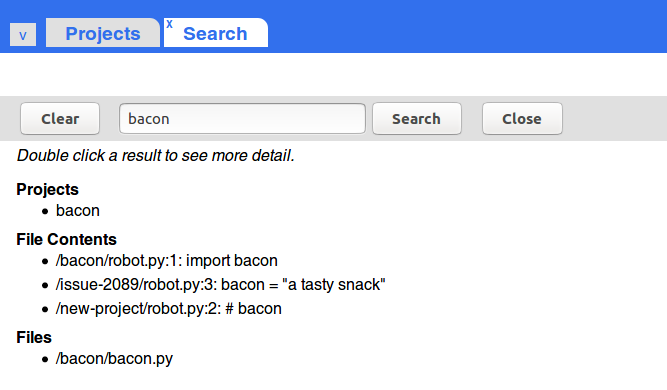 v
Projects
X
Search
Clear
bacon
Search
Close
Double click a result to see more detail.
Projects
• bacon
File Contents
• /bacon/robot.py:1: import bacon
• /issue-2089/robot.py:3: bacon = "a tasty snack"
• /new-project/robot.py:2: # bacon
Files
• /bacon/bacon.py